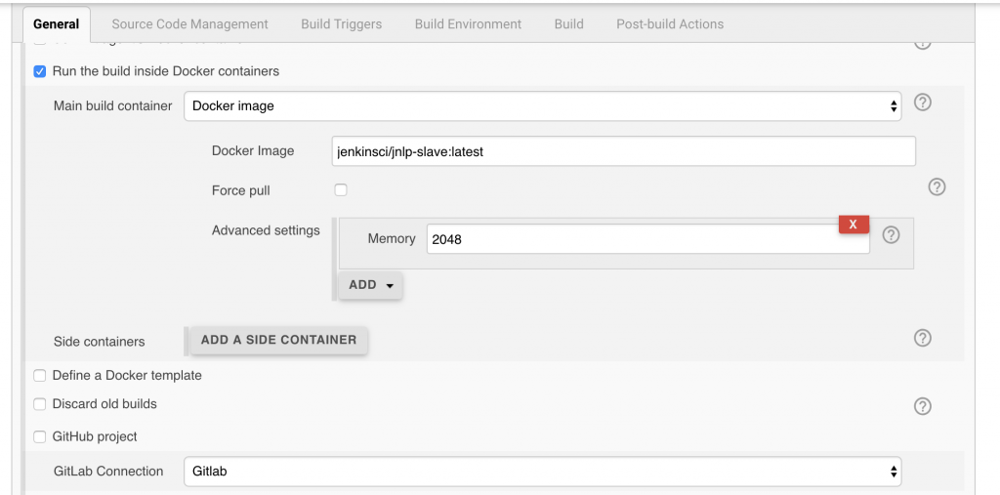 General Source Code Management Build Triggers Build Environment Build Post-build Actions
Run the build inside Docker containers
Main build container Docker image
Docker Image jenkinsci/jnlp-slave:latest
Force pull
Advanced settings
X
Memory 2048
ADD
Side containers ADD A SIDE CONTAINER
Define a Docker template
Discard old builds
GitHub project
GitLab Connection Gitlab